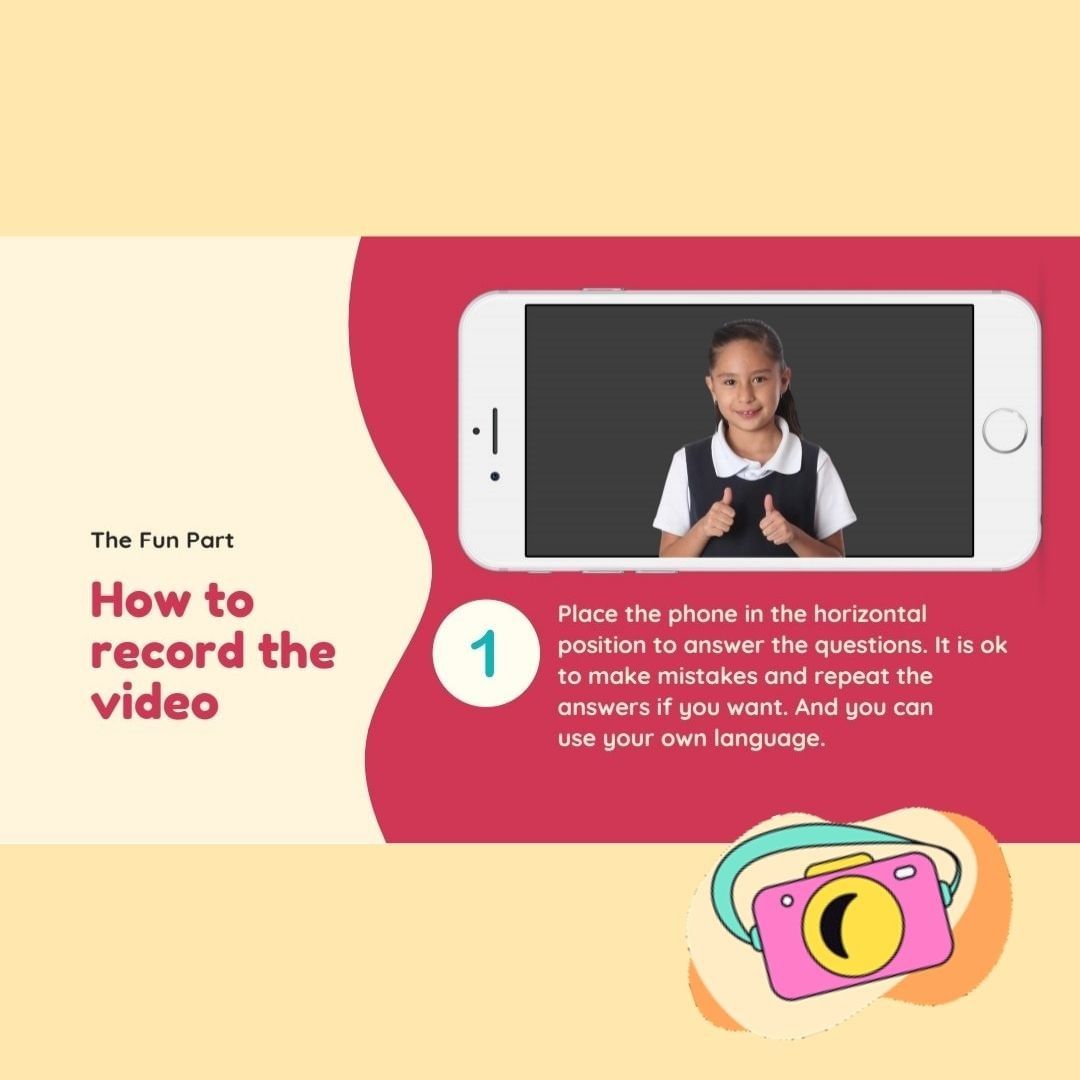 The Fun Part
How to
record the
video
1
Place the phone in the horizontal
position to answer the questions. It is ok
to make mistakes and repeat the
answers if you want. And you can
use your own language.